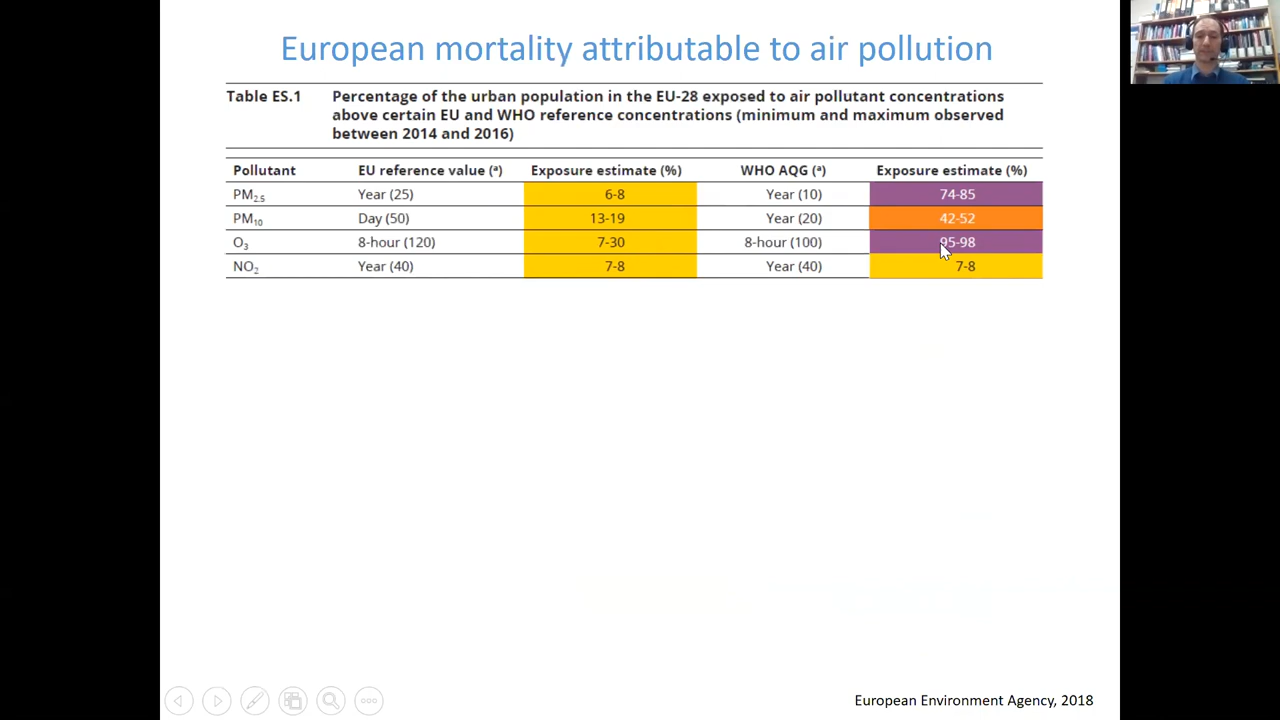 European mortality attributable to air pollution
Table ES.1 Percentage of the urban population in the EU-28 exposed to air pollutant concentrations
above certain EU and WHO reference concentrations (minimum and maximum observed
between 2014 and 2016)
Pollutant EU reference value (ᵃ) Exposure estimate (%) WHO AQG (ᵃ) Exposure estimate (%)
PM₂.₅ Year (25) 6-8 Year (10) 74-85
PM₁₀ Day (50) 13-19 Year (20) 42-52
O₃ 8-hour (120) 7-30 8-hour (100) 95-98
NO₂ Year (40) 7-8 Year (40) 7-8
European Environment Agency, 2018